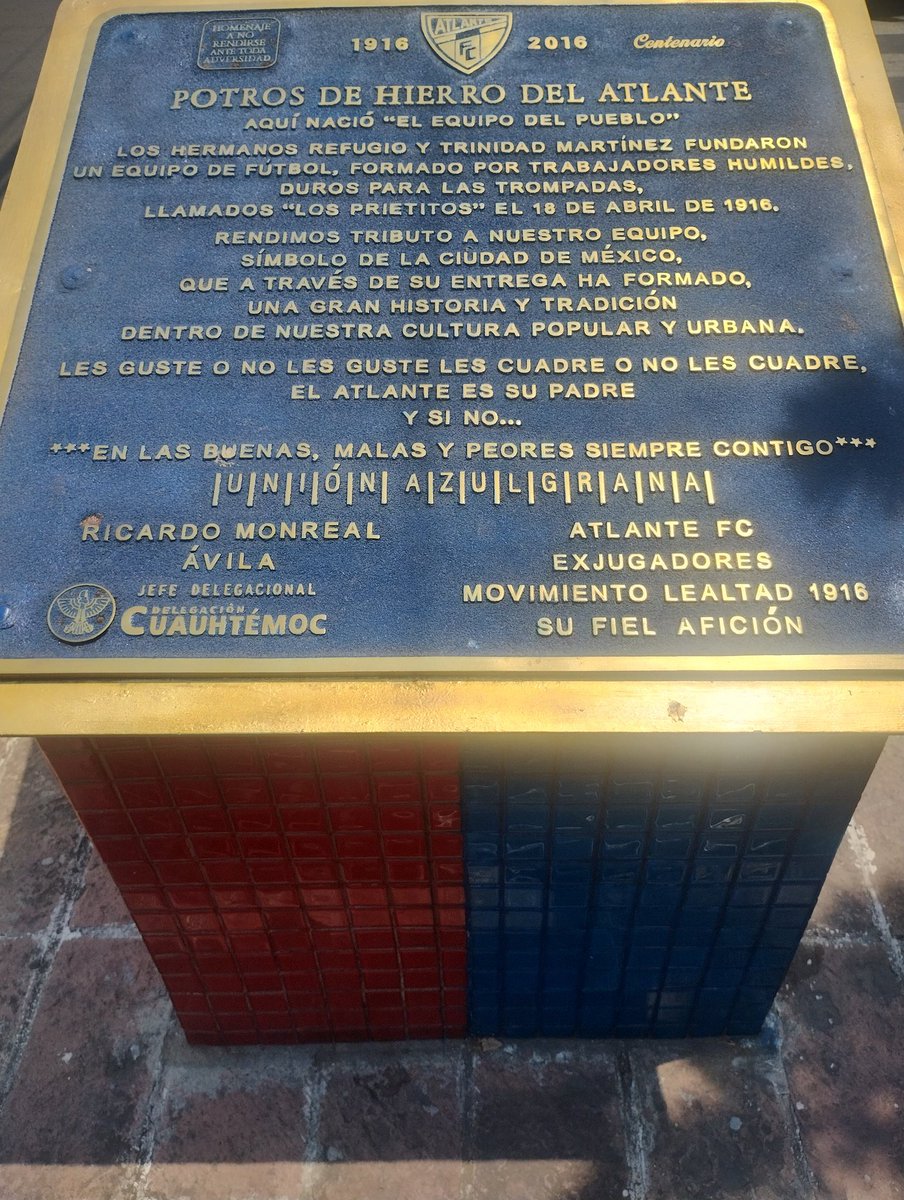 HOMENAJE
A NO
RENDIRSE
ANTE TODA
ADVERSIDAD
1916
ATLANTE
FC
2016
Centenario
POTROS DE HIERRO DEL ATLANTE
AQUÍ NACIÓ "EL EQUIPO DEL PUEBLO"
LOS HERMANOS REFUGIO Y TRINIDAD MARTÍNEZ FUNDARON
UN EQUIPO DE FÚTBOL, FORMADO POR TRABAJADORES HUMILDES,
DUROS PARA LAS TROMPADAS,
LLAMADOS "LOS PRIETITOS" EL 18 DE ABRIL DE 1916.
RENDIMOS TRIBUTO A NUESTRO EQUIPO,
SÍMBOLO DE LA CIUDAD DE MÉXICO,
QUE A TRAVÉS DE SU ENTREGA HA FORMADO,
UNA GRAN HISTORIA Y TRADICIÓN
DENTRO DE NUESTRA CULTURA POPULAR Y URBANA.
LES GUSTE O NO LES GUSTE LES CUADRE O NO LES CUADRE,
EL ATLANTE ES SU PADRE
Y SI NO...
***EN LAS BUENAS, MALAS Y PEORES SIEMPRE CONTIGO***
|U|N|I|Ó|N| A|Z|U|L|G|R|A|N|A|
RICARDO MONREAL
ÁVILA
JEFE DELEGACIONAL
DELEGACIÓN
CUAUHTÉMOC
ATLANTE FC
EXJUGADORES
MOVIMIENTO LEALTAD 1916
SU FIEL AFICIÓN